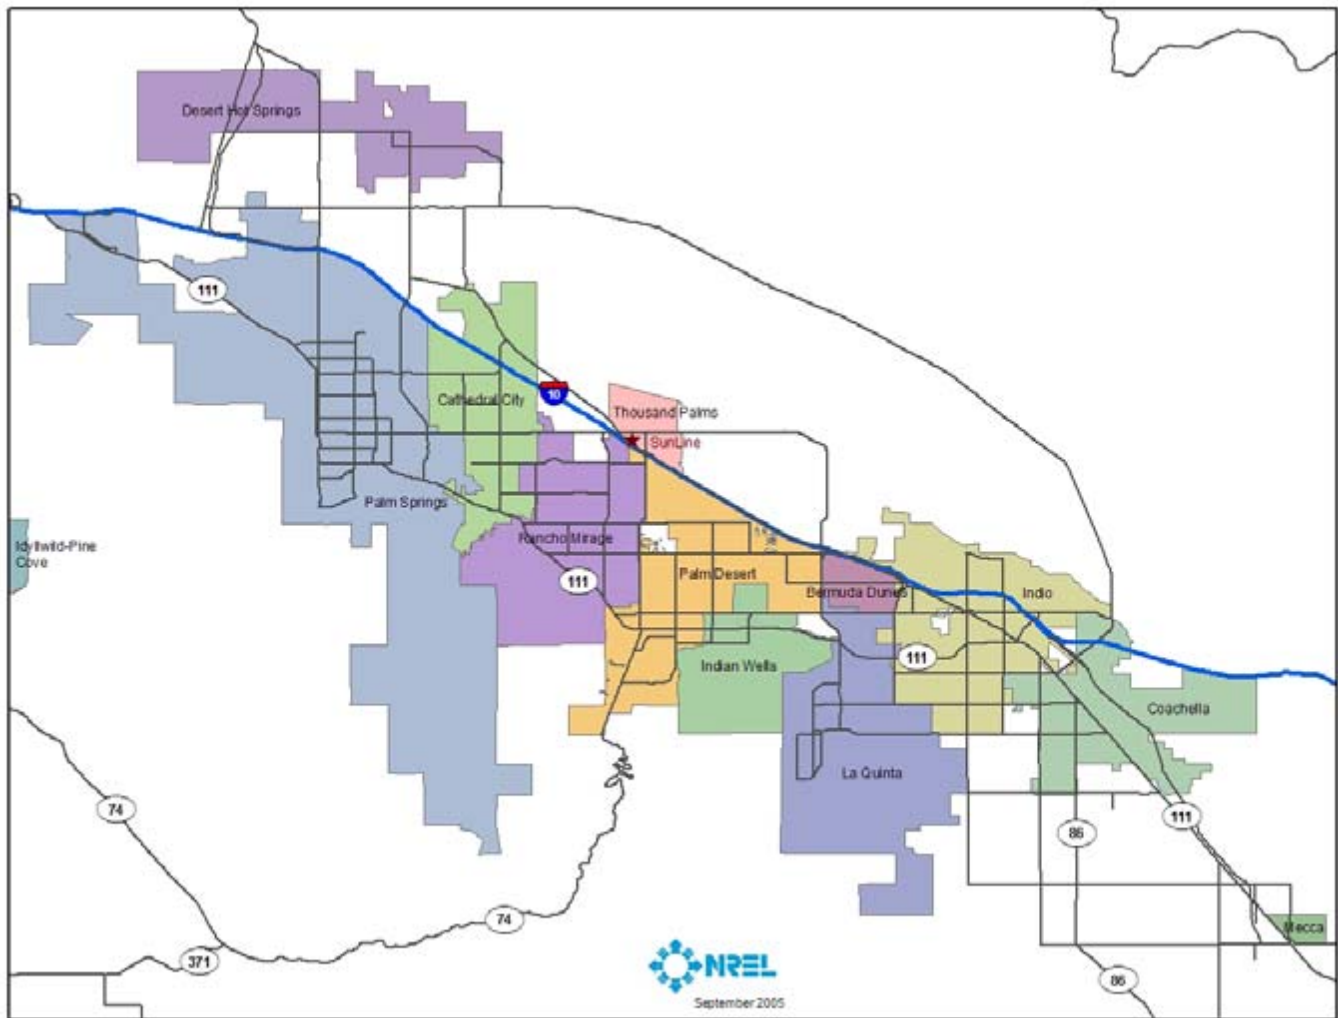 Desert Hot Springs
111
10
Cathedral City
Thousand Palms
SunLine
Palm Springs
Idyllwild-Pine
Cove
Rancho Mirage
111
Palm Desert
Bermuda Dunes
Indio
111
Indian Wells
Coachella
La Quinta
74
111
86
74
Mecca
371
NREL
86
September 2005